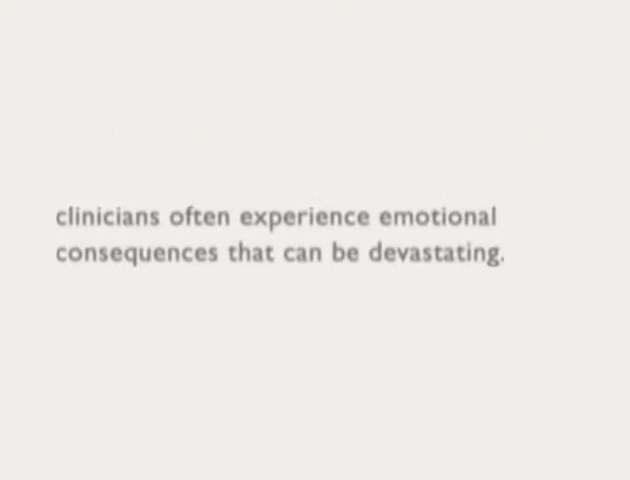 clinicians often experience emotional
consequences that can be devastating.